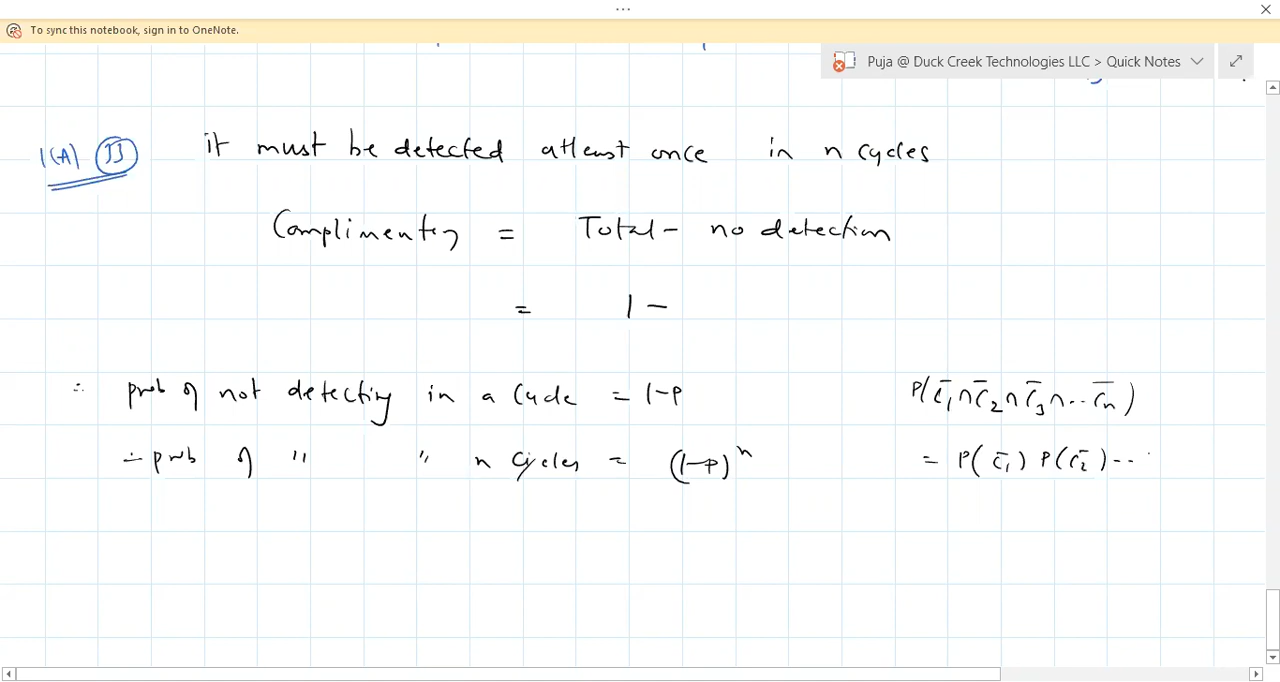 To sync this notebook, sign in to OneNote.
Puja @ Duck Creek Technologies LLC > Quick Notes
1(A) II it must be detected atleast once in n cycles
Complimentry = Total - no detection
= 1 -
∴ prob of not detecting in a Cycle = 1-p
P(C̄₁∩C̄₂∩C̄₃∩...C̄n)
∴ prob of " " n Cycles = (1-p)ⁿ
= P(C̄₁) P(C̄₂)....